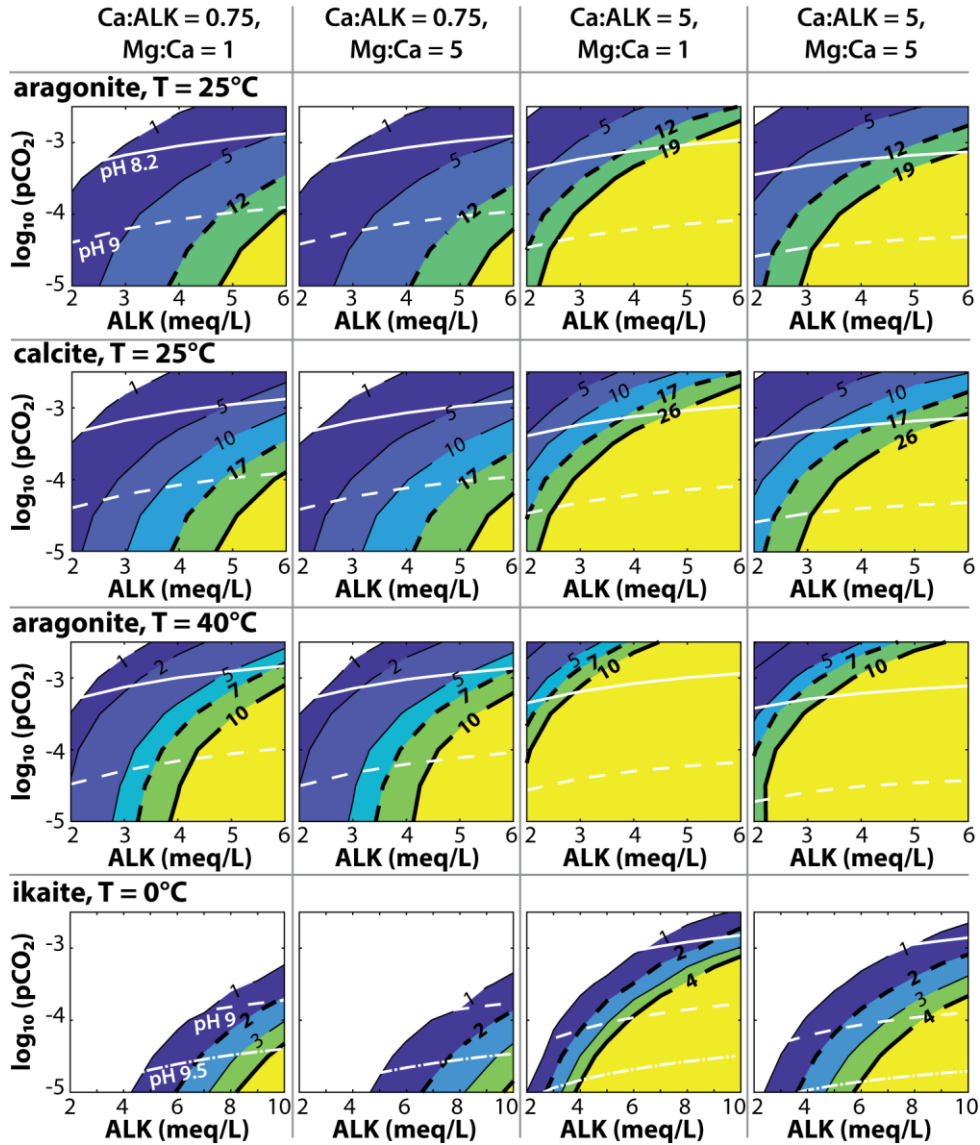 Ca:ALK = 0.75,
Mg:Ca = 1
Ca:ALK = 0.75,
Mg:Ca = 5
Ca:ALK = 5,
Mg:Ca = 1
Ca:ALK = 5,
Mg:Ca = 5
aragonite, T = 25°C
log₁₀ (pCO₂)
-3
-4
-5
1
5
12
pH 8.2
pH 9
2 3 4 5 6
ALK (meq/L)
1
5
12
2 3 4 5 6
ALK (meq/L)
5
12
19
2 3 4 5 6
ALK (meq/L)
5
12
19
2 3 4 5 6
ALK (meq/L)
calcite, T = 25°C
log₁₀ (pCO₂)
-3
-4
-5
1
5
10
17
2 3 4 5 6
ALK (meq/L)
1
5
10
17
2 3 4 5 6
ALK (meq/L)
5
10
17
26
2 3 4 5 6
ALK (meq/L)
5
10
17
26
2 3 4 5 6
ALK (meq/L)
aragonite, T = 40°C
log₁₀ (pCO₂)
-3
-4
-5
1
2
5
7
10
2 3 4 5 6
ALK (meq/L)
1
2
5
7
10
2 3 4 5 6
ALK (meq/L)
5
7
10
2 3 4 5 6
ALK (meq/L)
5
7
10
2 3 4 5 6
ALK (meq/L)
ikaite, T = 0°C
log₁₀ (pCO₂)
-3
-4
-5
1
pH 9
2
3
pH 9.5
2 4 6 8 10
ALK (meq/L)
1
2
2 4 6 8 10
ALK (meq/L)
1
2
4
2 4 6 8 10
ALK (meq/L)
1
2
3
4
2 4 6 8 10
ALK (meq/L)